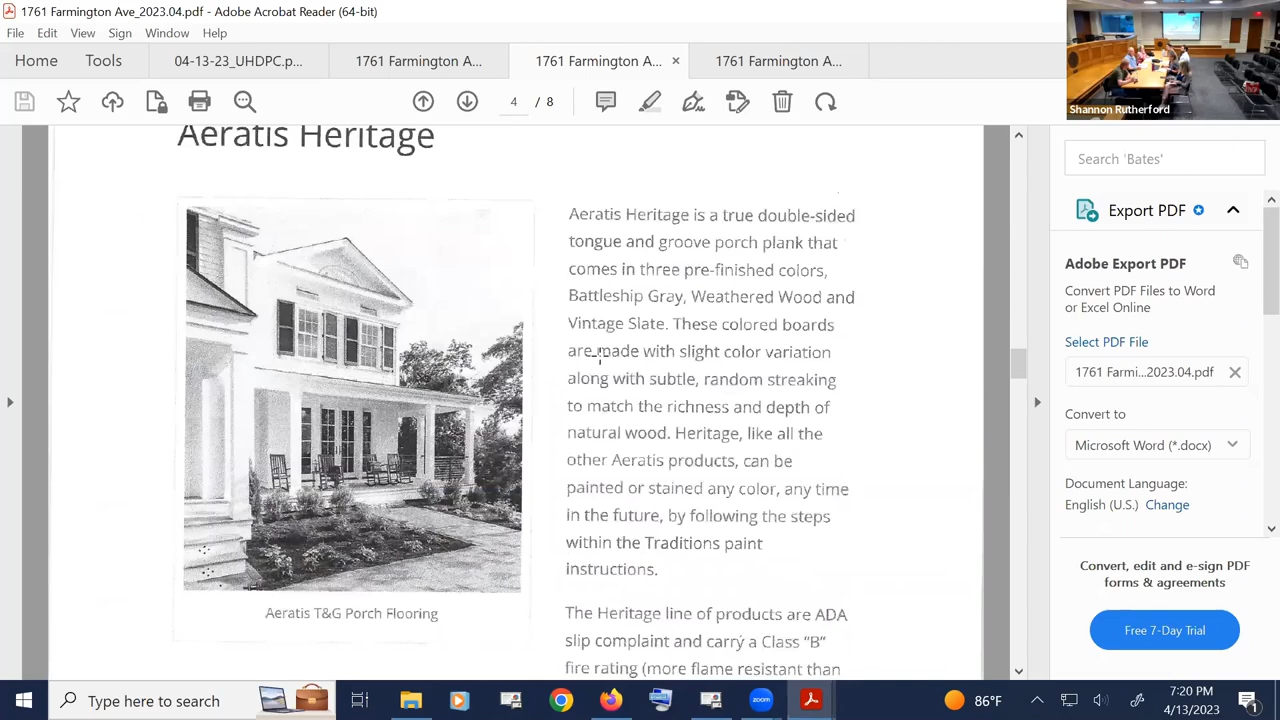 1761 Farmington Ave_2023.04.pdf - Adobe Acrobat Reader (64-bit)
File Edit View Sign Window Help
Home Tools 04-13-23_UHDPC.p... 1761 Farmington A... 1761 Farmington A... × 1761 Farmington A...
4 / 8
Shannon Rutherford
Aeratis Heritage
Aeratis Heritage is a true double-sided
tongue and groove porch plank that
comes in three pre-finished colors,
Battleship Gray, Weathered Wood and
Vintage Slate. These colored boards
are made with slight color variation
along with subtle, random streaking
to match the richness and depth of
natural wood. Heritage, like all the
other Aeratis products, can be
painted or stained any color, any time
in the future, by following the steps
within the Traditions paint
instructions.
Aeratis T&G Porch Flooring
The Heritage line of products are ADA
slip complaint and carry a Class "B"
fire rating (more flame resistant than
Search 'Bates'
Export PDF
Adobe Export PDF
Convert PDF Files to Word
or Excel Online
Select PDF File
1761 Farmi...2023.04.pdf
Convert to
Microsoft Word (*.docx)
Document Language:
English (U.S.) Change
Convert, edit and e-sign PDF
forms & agreements
Free 7-Day Trial
Type here to search
zoom
86°F
7:20 PM
4/13/2023
1